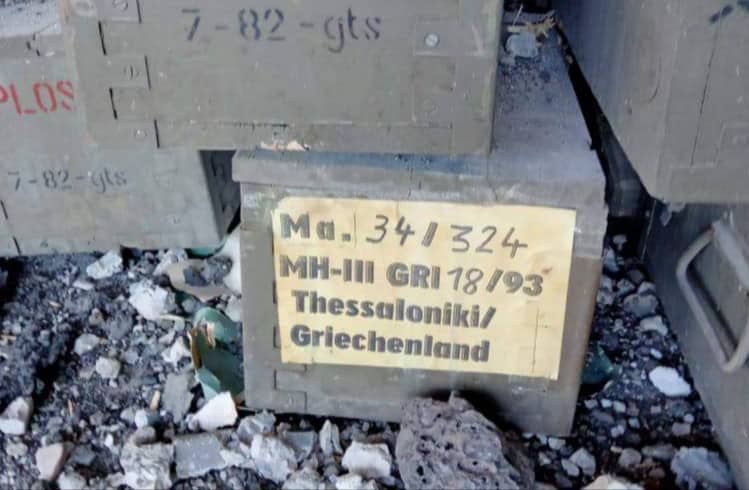 7-82-gts
PLOS
7-82-gts
Ma. 34/324
MH-III GRI 18/93
Thessaloniki/
Griechenland